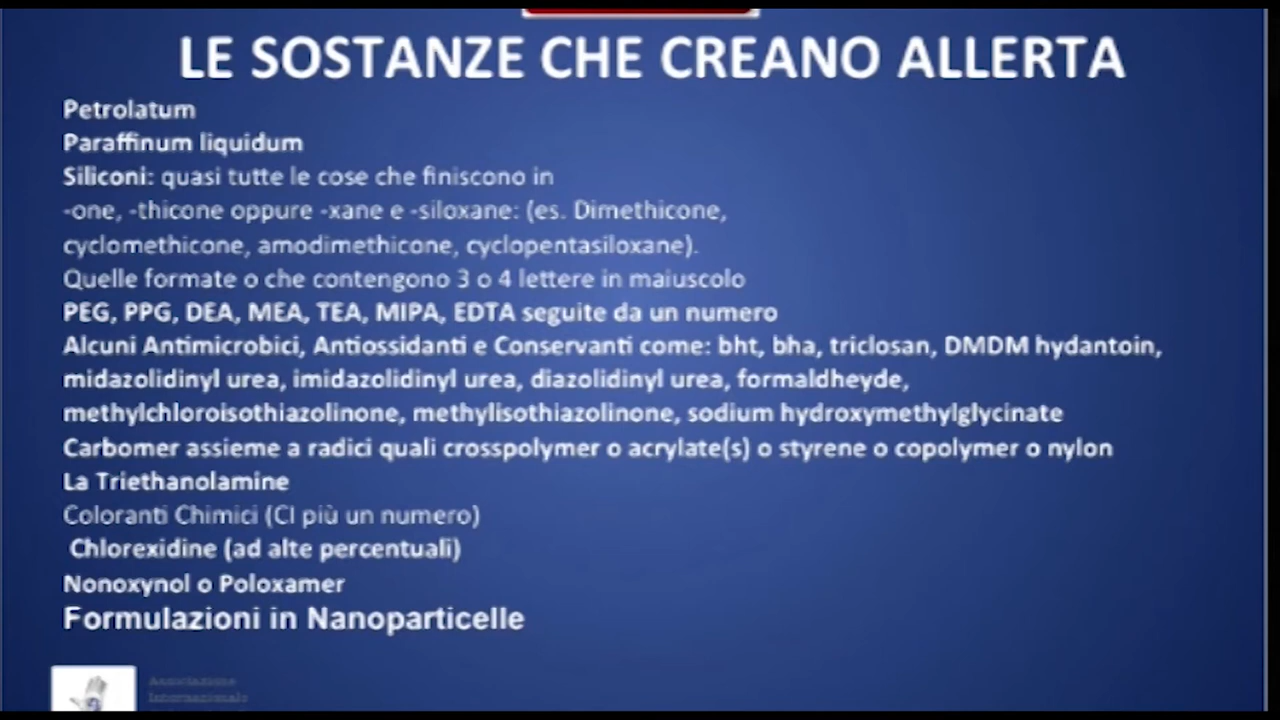 LE SOSTANZE CHE CREANO ALLERTA
Petrolatum
Paraffinum liquidum
Siliconi: quasi tutte le cose che finiscono in
-one, -thicone oppure -xane e -siloxane: (es. Dimethicone,
cyclomethicone, amodimethicone, cyclopentasiloxane).
Quelle formate o che contengono 3 o 4 lettere in maiuscolo
PEG, PPG, DEA, MEA, TEA, MIPA, EDTA seguite da un numero
Alcuni Antimicrobici, Antiossidanti e Conservanti come: bht, bha, triclosan, DMDM hydantoin,
midazolidinyl urea, imidazolidinyl urea, diazolidinyl urea, formaldheyde,
methylchloroisothiazolinone, methylisothiazolinone, sodium hydroxymethylglycinate
Carbomer assieme a radici quali crosspolymer o acrylate(s) o styrene o copolymer o nylon
La Triethanolamine
Coloranti Chimici (CI più un numero)
Chlorexidine (ad alte percentuali)
Nonoxynol o Poloxamer
Formulazioni in Nanoparticelle
Associazione
Internazionale